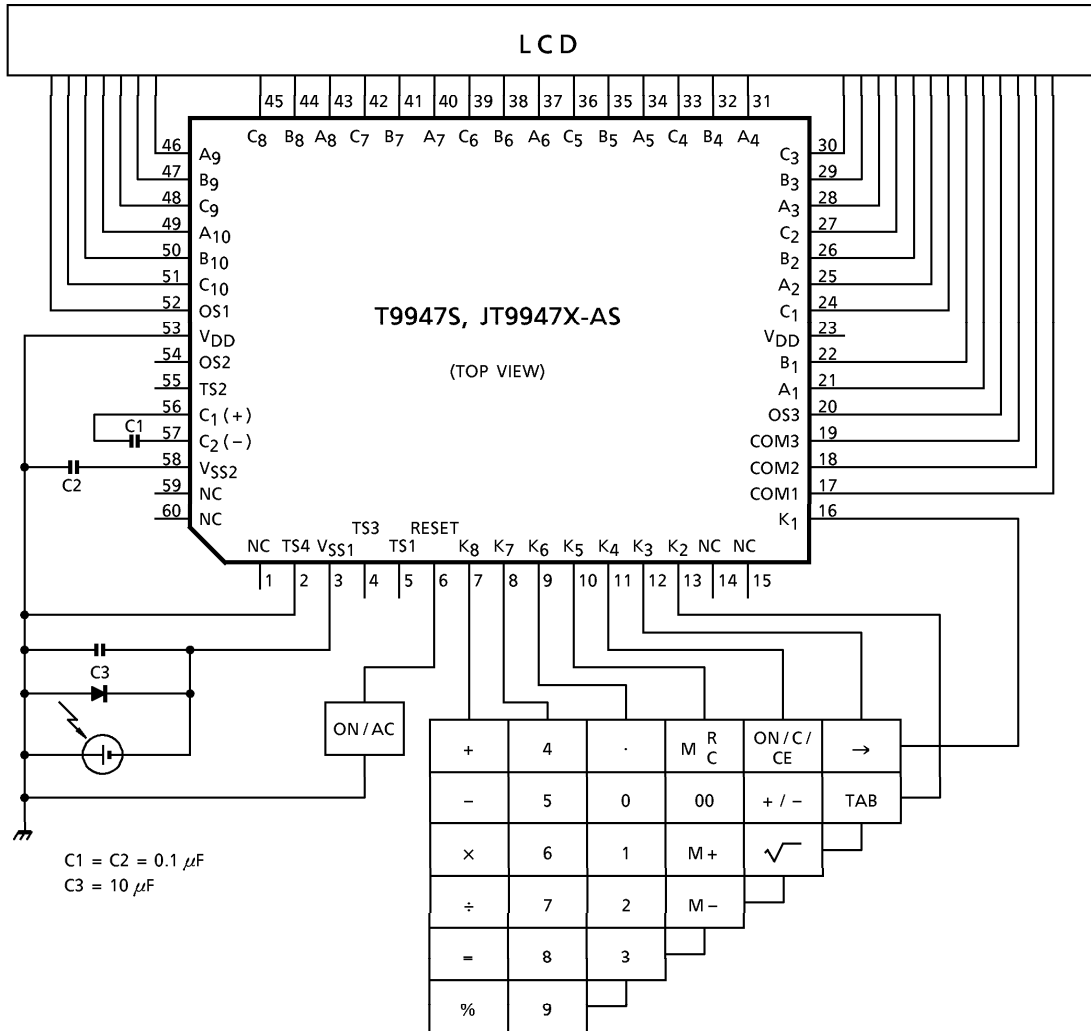 LCD
45 44 43 42 41 40 39 38 37 36 35 34 33 32 31
C8 B8 A8 C7 B7 A7 C6 B6 A6 C5 B5 A5 C4 B4 A4
46 A9
47 B9
48 C9
49 A10
50 B10
51 C10
52 OS1
53 VDD
54 OS2
55 TS2
56 C1 (+)
C1
57 C2 (−)
58 VSS2
C2
59 NC
60 NC
T9947S, JT9947X-AS
(TOP VIEW)
C3 30
B3 29
A3 28
C2 27
B2 26
A2 25
C1 24
VDD 23
B1 22
A1 21
OS3 20
COM3 19
COM2 18
COM1 17
K1 16
NC TS4 VSS1 TS3 TS1 RESET K8 K7 K6 K5 K4 K3 K2 NC NC
1 2 3 4 5 6 7 8 9 10 11 12 13 14 15
C3
ON/AC
+ 4 · M R C ON/C/CE →
− 5 0 00 +/− TAB
× 6 1 M+ √
÷ 7 2 M−
= 8 3
% 9
C1 = C2 = 0.1 μF
C3 = 10 μF